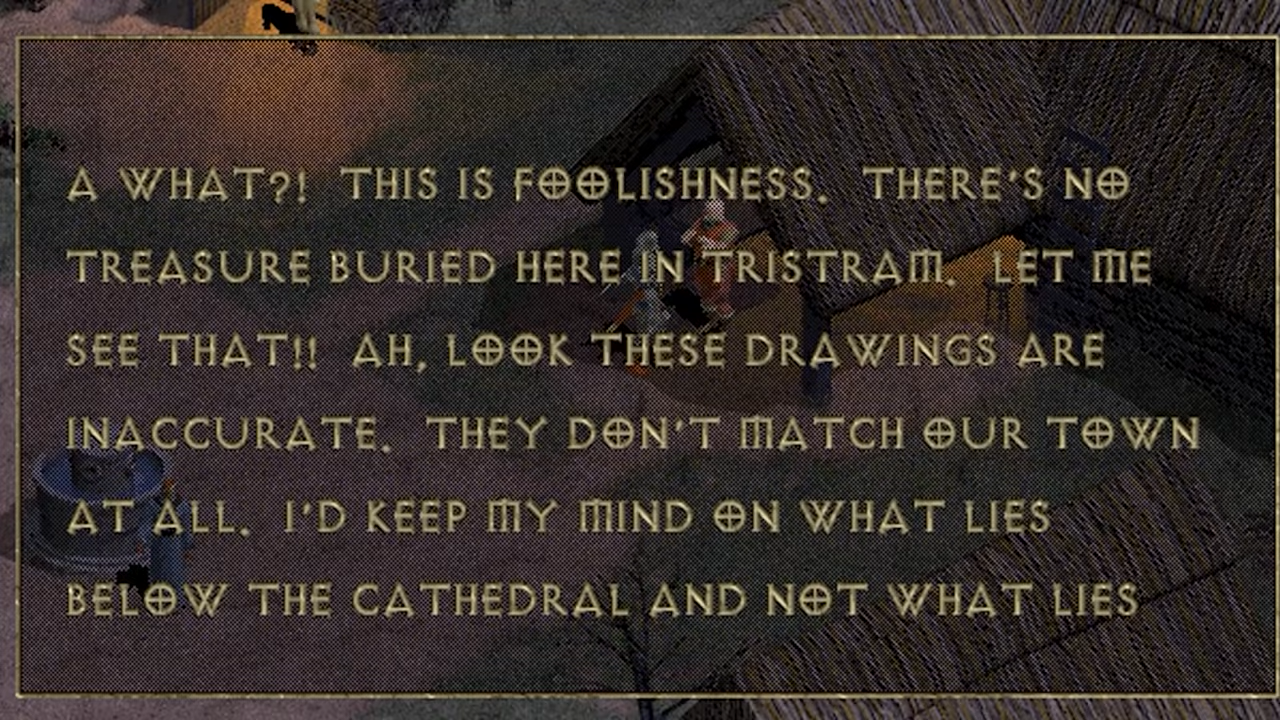 A WHAT?! THIS IS FOOLISHNESS. THERE'S NO
TREASURE BURIED HERE IN TRISTRAM. LET ME
SEE THAT!! AH, LOOK THESE DRAWINGS ARE
INACCURATE. THEY DON'T MATCH OUR TOWN
AT ALL. I'D KEEP MY MIND ON WHAT LIES
BELOW THE CATHEDRAL AND NOT WHAT LIES